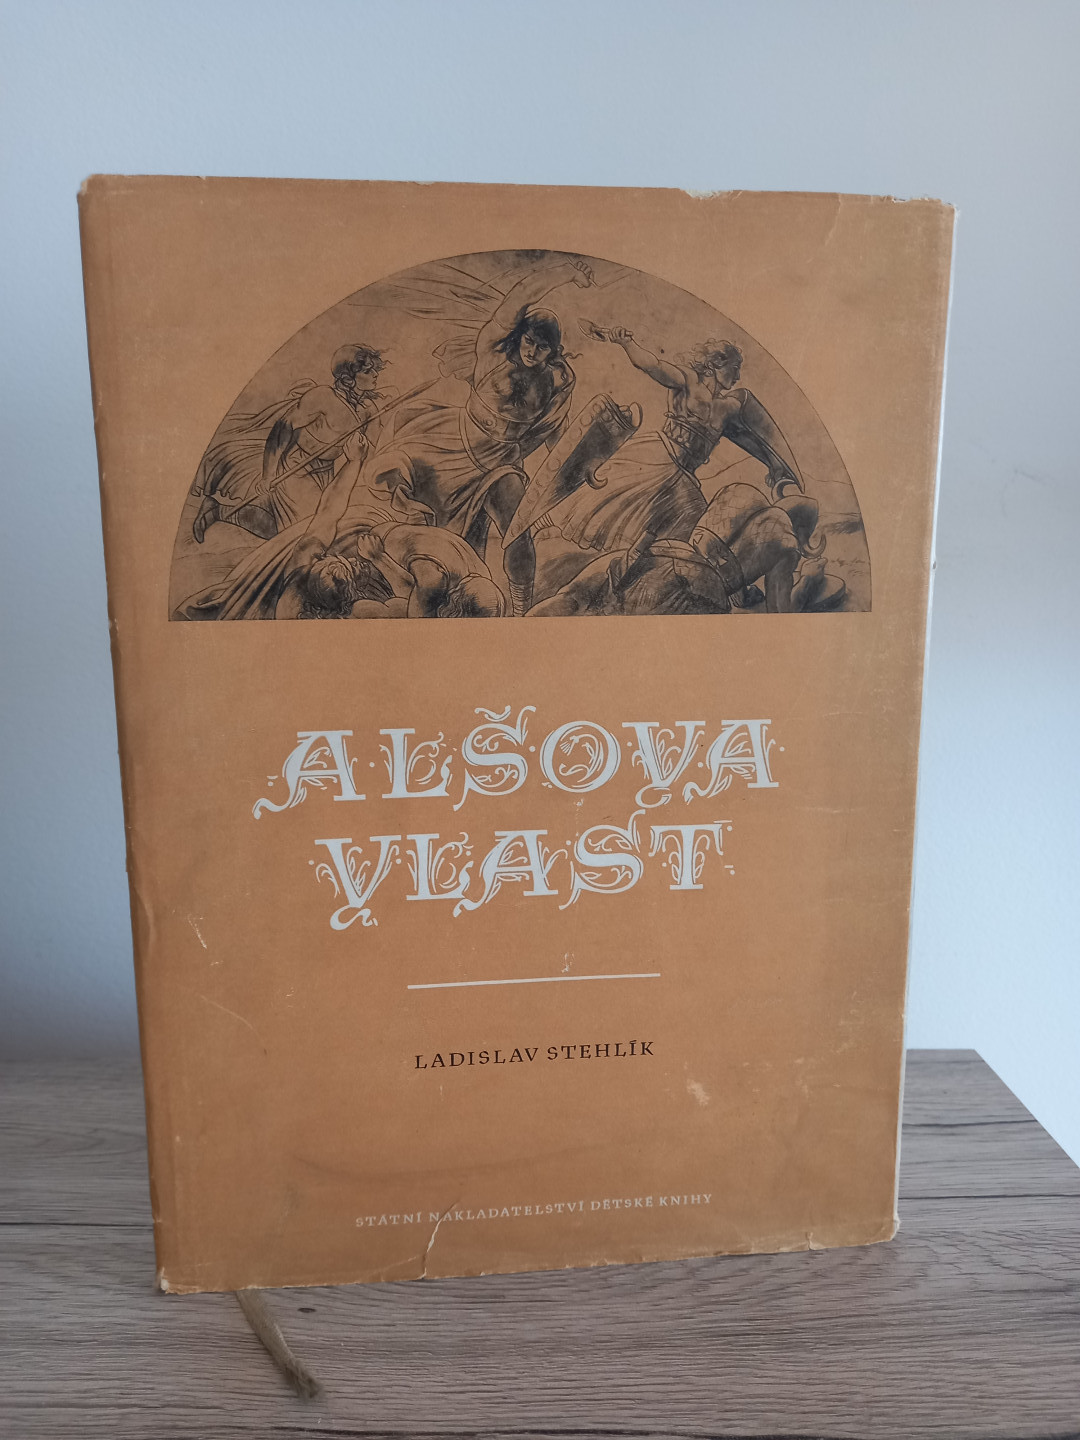 ALŠOVA
VLAST
LADISLAV STEHLÍK
STÁTNÍ NAKLADATELSTVÍ DĚTSKÉ KNIHY